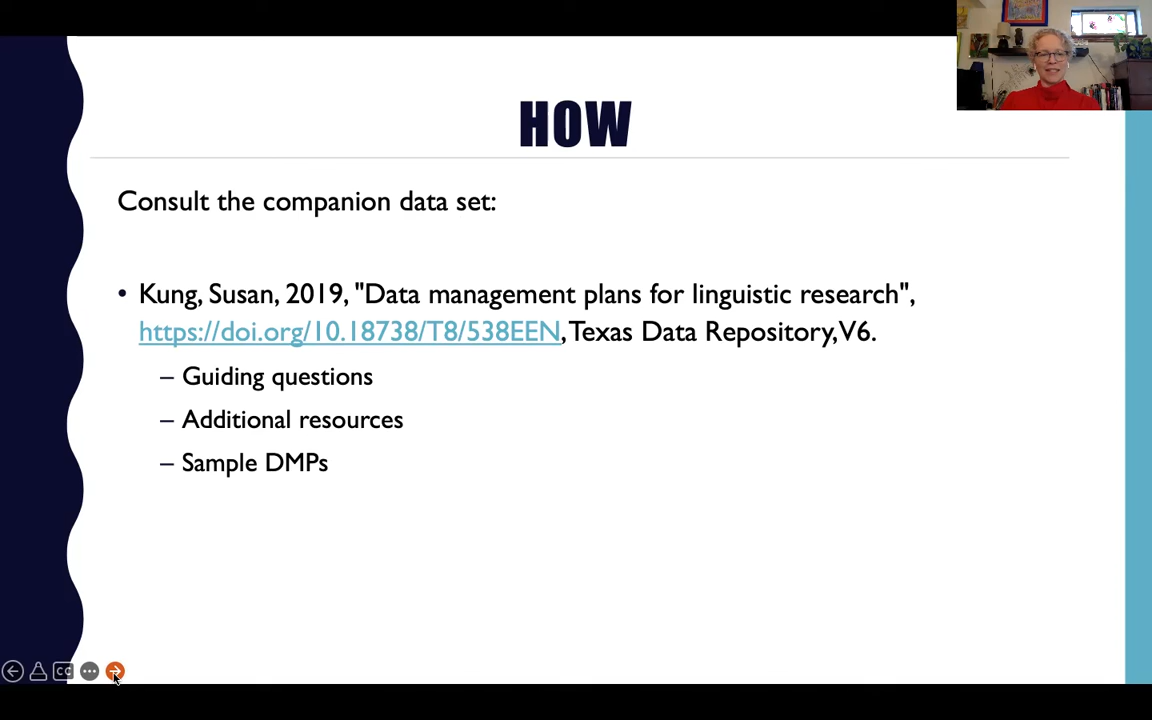 HOW
Consult the companion data set:
• Kung, Susan, 2019, "Data management plans for linguistic research",
https://doi.org/10.18738/T8/538EEN, Texas Data Repository, V6.
– Guiding questions
– Additional resources
– Sample DMPs
CC